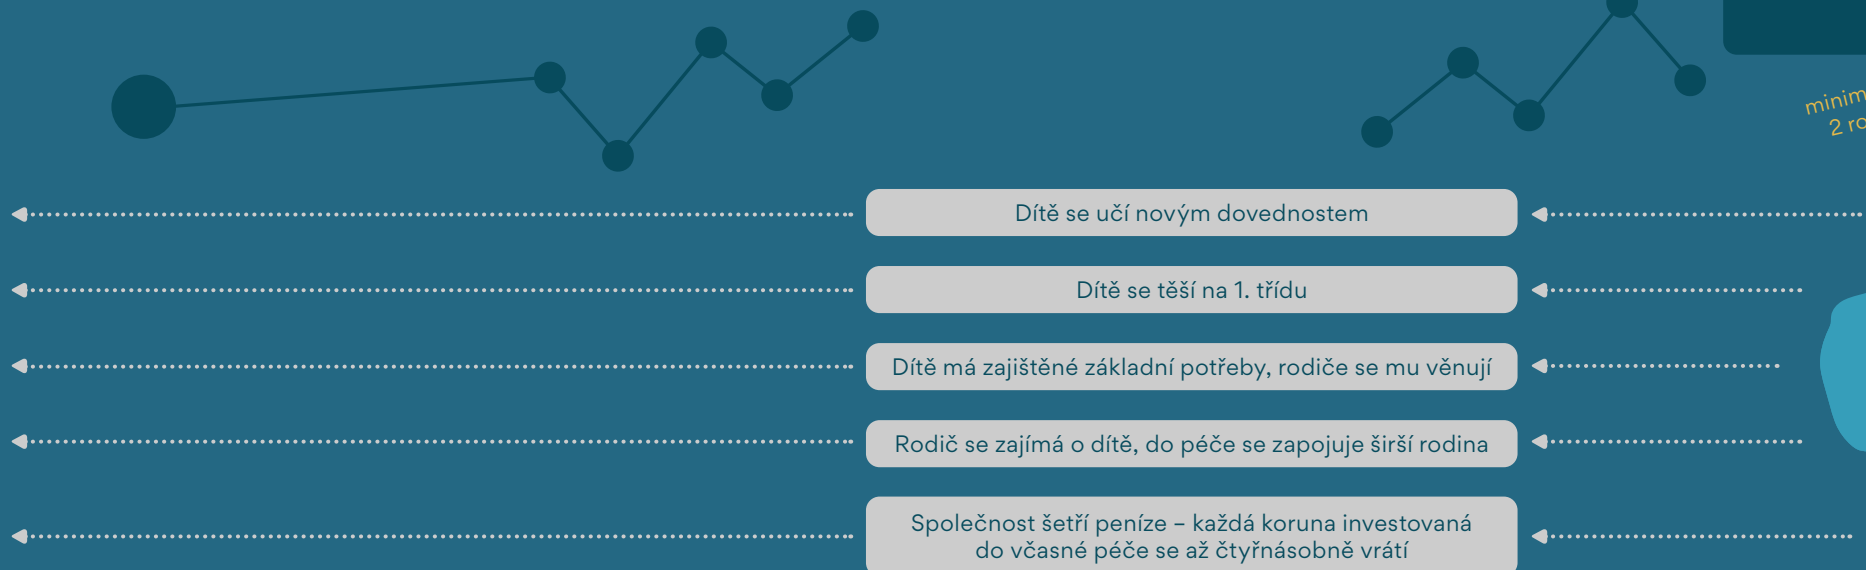 Dítě se učí novým dovednostem
Dítě se těší na 1. třídu
Dítě má zajištěné základní potřeby, rodiče se mu věnují
Rodič se zajímá o dítě, do péče se zapojuje širší rodina
Společnost šetří peníze – každá koruna investovaná
do včasné péče se až čtyřnásobně vrátí